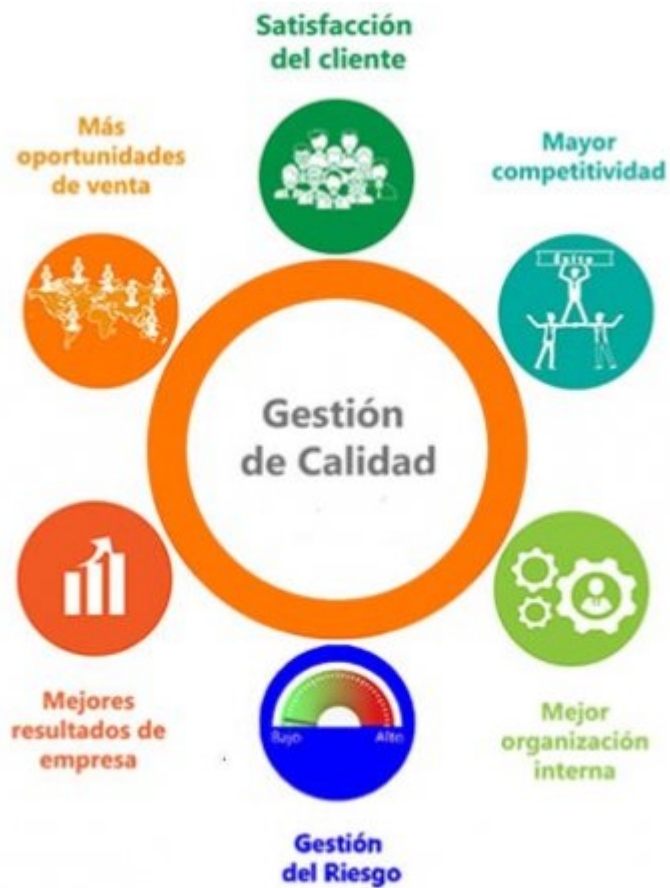 Satisfacción
del cliente
Más
oportunidades
de venta
Mayor
competitividad
Éxito
Gestión
de Calidad
Bajo
Alto
Mejores
resultados de
empresa
Mejor
organización
interna
Gestión
del Riesgo